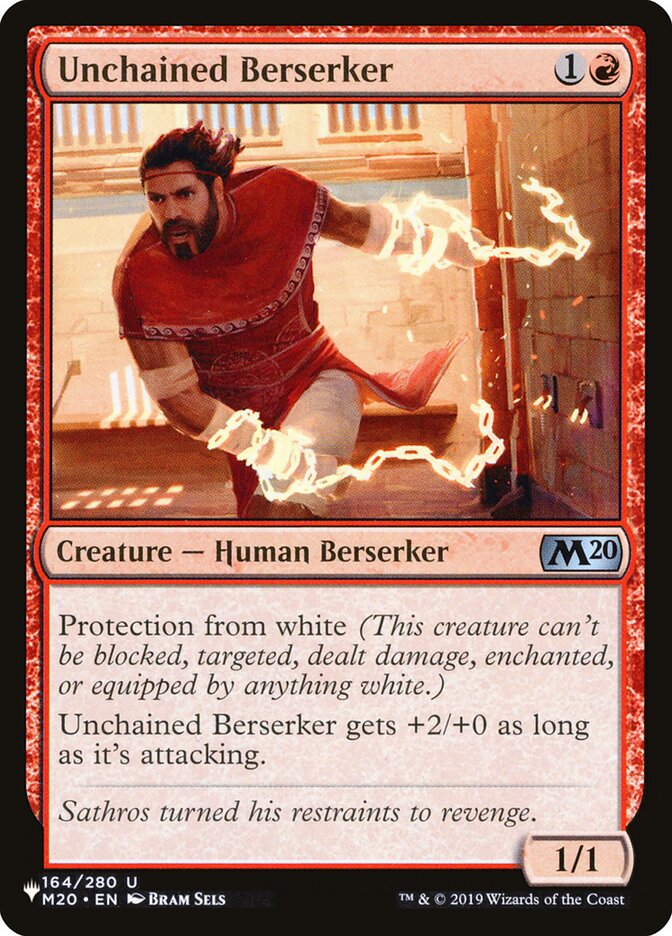 Unchained Berserker 1
Creature — Human Berserker M20
Protection from white (This creature can't
be blocked, targeted, dealt damage, enchanted,
or equipped by anything white.)
Unchained Berserker gets +2/+0 as long
as it's attacking.
Sathros turned his restraints to revenge.
1/1
164/280 U
M20 • EN Bram Sels
™ & © 2019 Wizards of the Coast